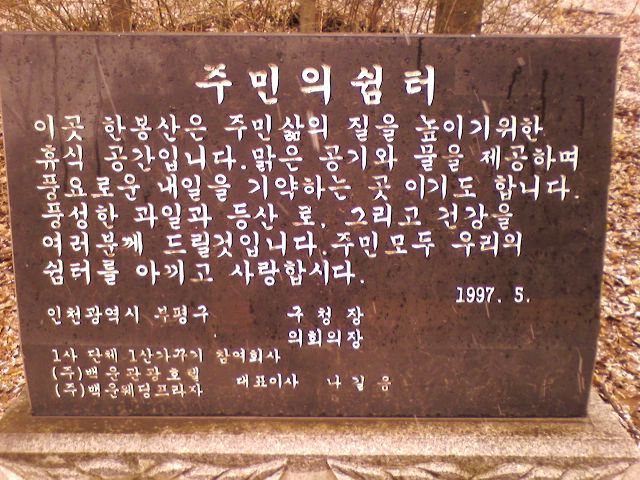 주민의쉼터
이곳 한봉산은 주민삶의 질을 높이기위한
휴식 공간입니다.맑은 공기와 물을 제공하며
풍요로운 내일을 기약하는 곳 이기도 합니다.
풍성한 과일과 등산 로, 그리고 건강을
여러분께 드릴것입니다.주민모두 우리의
쉼터를 아끼고 사랑합시다.
1997. 5.
인천광역시 부평구 구청장
의회의장
1사 단체 1산가꾸기 참여회사
(주)백운관광호텔
(주)백운웨딩프라자 대표이사 나길웅